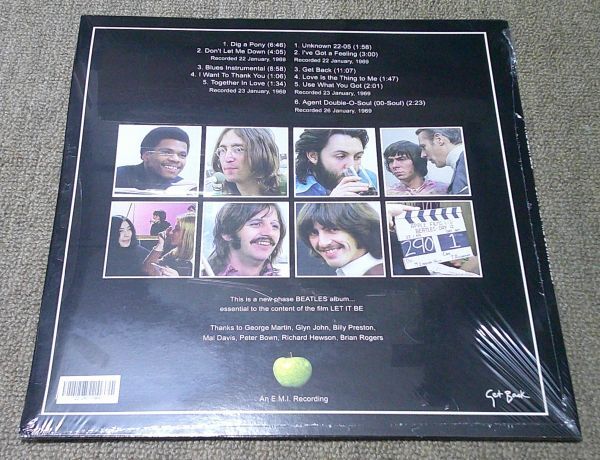 1. Dig a Pony (6:46)
2. Don't Let Me Down (4:05)
Recorded 22 January, 1969
3. Blues Instrumental (8:58)
4. I Want To Thank You (1:06)
5. Together In Love (1:34)
Recorded 23 January, 1969
1. Unknown 22-05 (1:58)
2. I've Got a Feeling (3:00)
Recorded 22 January, 1969
3. Get Back (11:07)
4. Love is the Thing to Me (1:47)
5. Use What You Got (2:01)
Recorded 23 January, 1969
6. Agent Double-O-Soul (00-Soul) (2:23)
Recorded 26 January, 1969
290 1
This is a new-phase BEATLES album...
essential to the content of the film LET IT BE
Thanks to George Martin, Glyn John, Billy Preston,
Mal Davis, Peter Bown, Richard Hewson, Brian Rogers
An E.M.I. Recording
Get Back